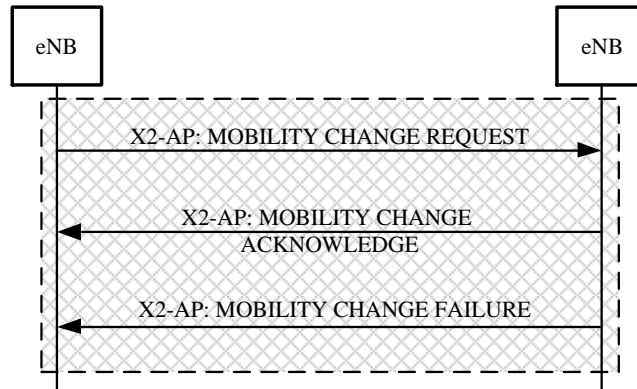 eNB
eNB
X2-AP: MOBILITY CHANGE REQUEST
X2-AP: MOBILITY CHANGE
ACKNOWLEDGE
X2-AP: MOBILITY CHANGE FAILURE